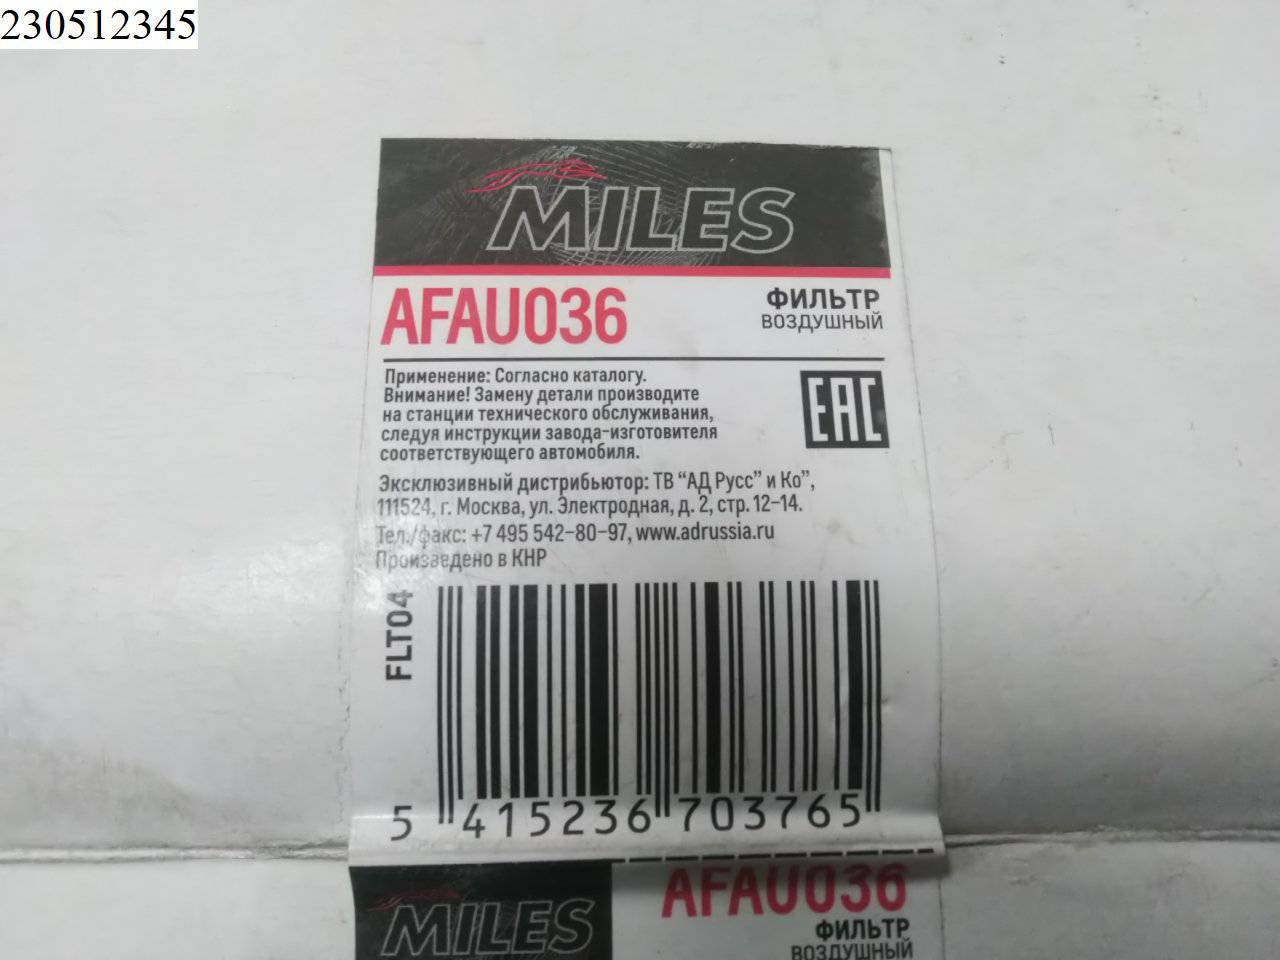 230512345
MILES
AFAU036
ФИЛЬТР
ВОЗДУШНЫЙ
Применение: Согласно каталогу.
Внимание! Замену детали производите
на станции технического обслуживания,
следуя инструкции завода-изготовителя
соответствующего автомобиля.
EAC
Эксклюзивный дистрибьютор: ТВ “АД Русс” и Ко”,
111524, г. Москва, ул. Электродная, д. 2, стр. 12-14.
Тел./факс: +7 495 542-80-97, www.adrussia.ru
Произведено в КНР
FLT04
5 415236 703765
MILES
AFAU036
ФИЛЬТР
ВОЗДУШНЫЙ